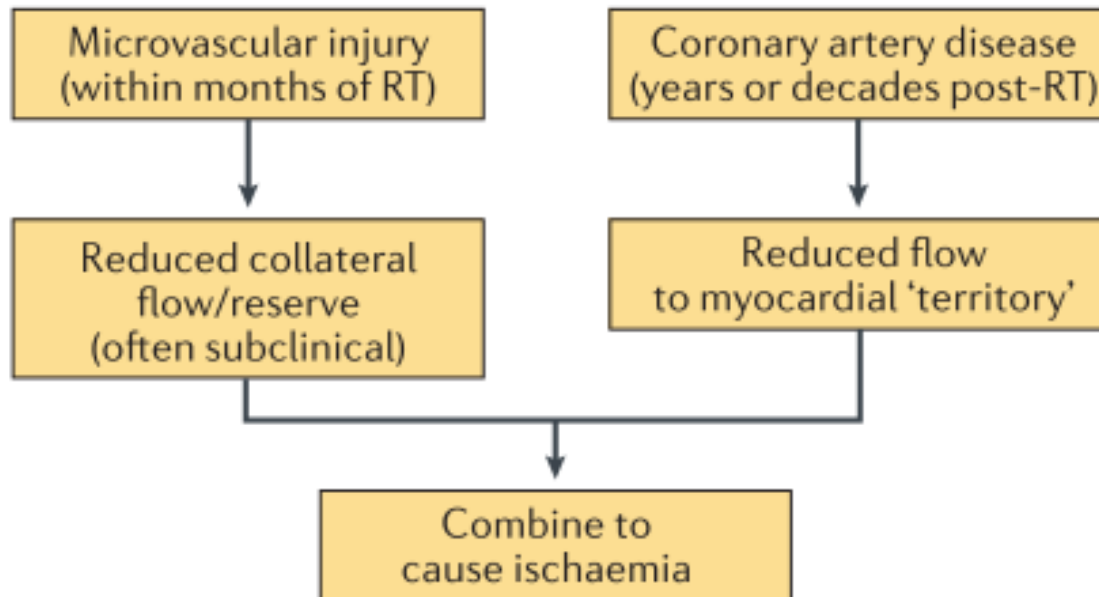 Microvascular injury
(within months of RT)
Coronary artery disease
(years or decades post-RT)
Reduced collateral
flow/reserve
(often subclinical)
Reduced flow
to myocardial ‘territory’
Combine to
cause ischaemia